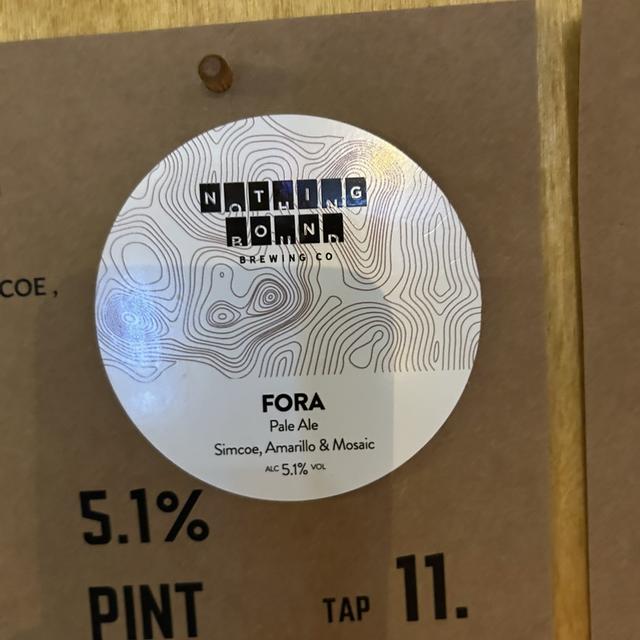 NOTHING
BOUND
BREWING CO
COE,
FORA
Pale Ale
Simcoe, Amarillo & Mosaic
ALC 5.1% VOL
5.1%
PINT
TAP 11.